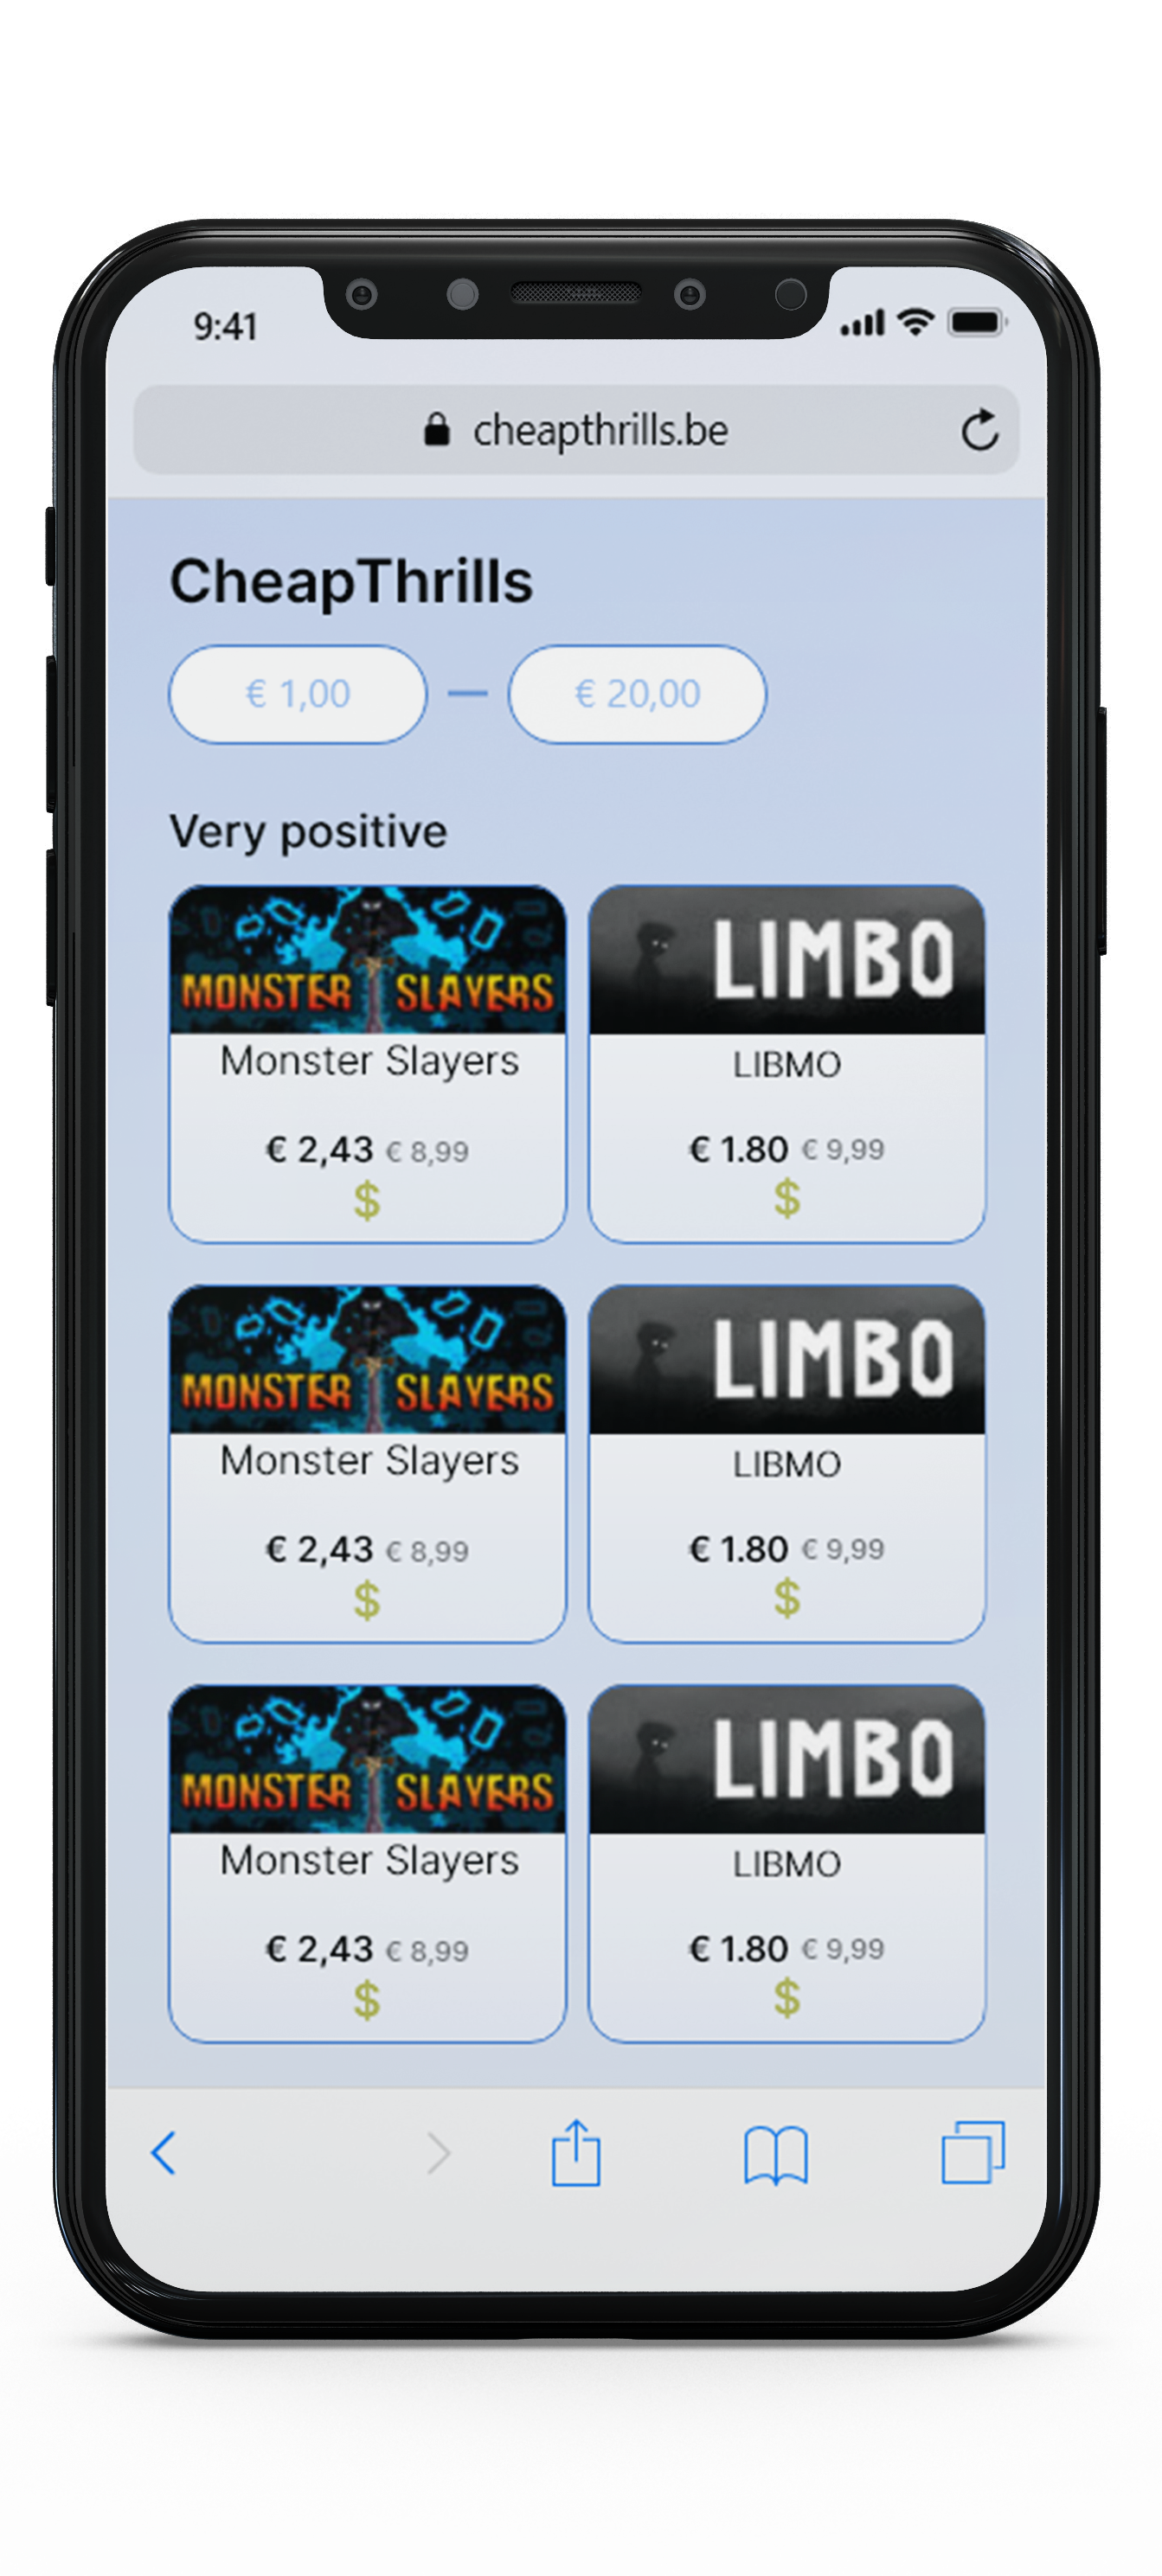 9:41
cheapthrills.be
CheapThrills
€ 1,00 — € 20,00
Very positive
MONSTER SLAYERS
LIMBO
Monster Slayers
LIBMO
€ 2,43 € 8,99
€ 1.80 € 9,99
$
$
MONSTER SLAYERS
LIMBO
Monster Slayers
LIBMO
€ 2,43 € 8,99
€ 1.80 € 9,99
$
$
MONSTER SLAYERS
LIMBO
Monster Slayers
LIBMO
€ 2,43 € 8,99
€ 1.80 € 9,99
$
$